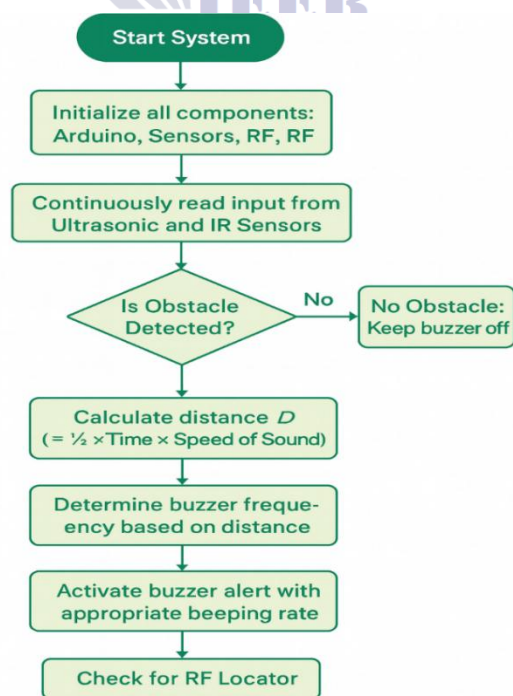 Start System
Initialize all components:
Arduino, Sensors, RF, RF
Continuously read input from
Ultrasonic and IR Sensors
Is Obstacle
Detected?
No
No Obstacle:
Keep buzzer off
Calculate distance D
(= ½ ×Time × Speed of Sound)
Determine buzzer freque-
ency based on distance
Activate buzzer alert with
appropriate beeping rate
Check for RF Locator